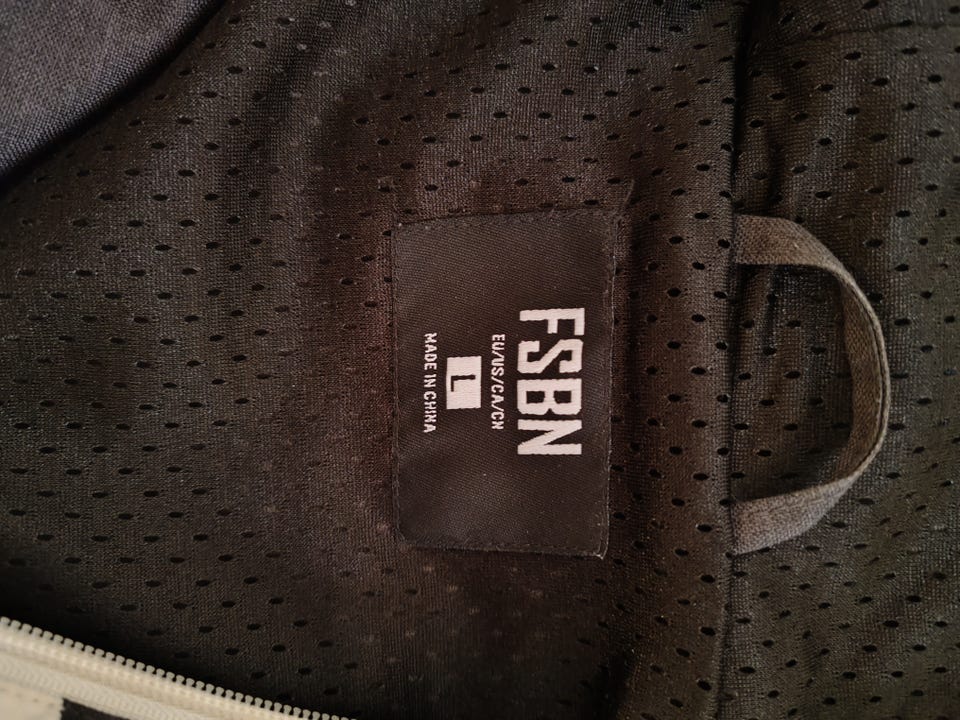 FSBN
EU/US/CA/CN
L
MADE IN CHINA